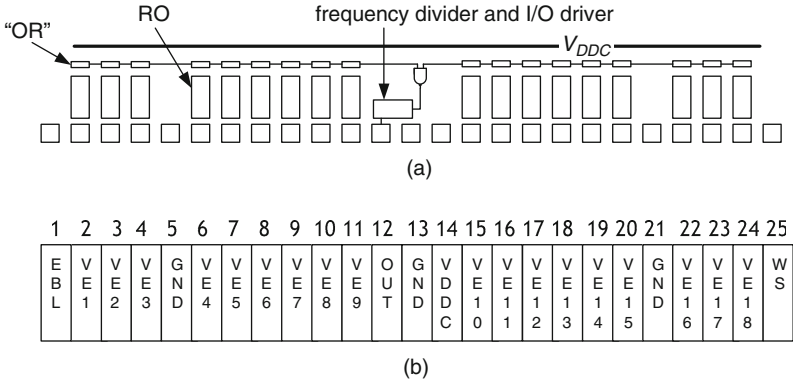 “OR” RO frequency divider and I/O driver
VDDC
(a)
1 2 3 4 5 6 7 8 9 10 11 12 13 14 15 16 17 18 19 20 21 22 23 24 25
EBL VE1 VE2 VE3 GND VE4 VE5 VE6 VE7 VE8 VE9 OUT GND VDDC VE10 VE11 VE12 VE13 VE14 VE15 GND VE16 VE17 VE18 WS
(b)